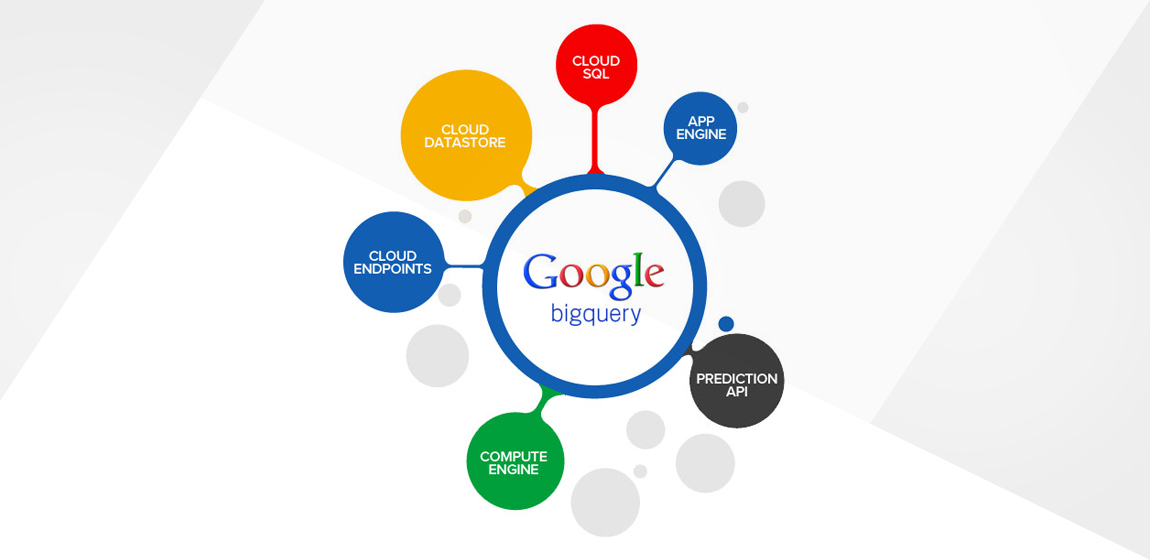 CLOUD
SQL
CLOUD
DATASTORE
APP
ENGINE
CLOUD
ENDPOINTS
Google
bigquery
PREDICTION
API
COMPUTE
ENGINE